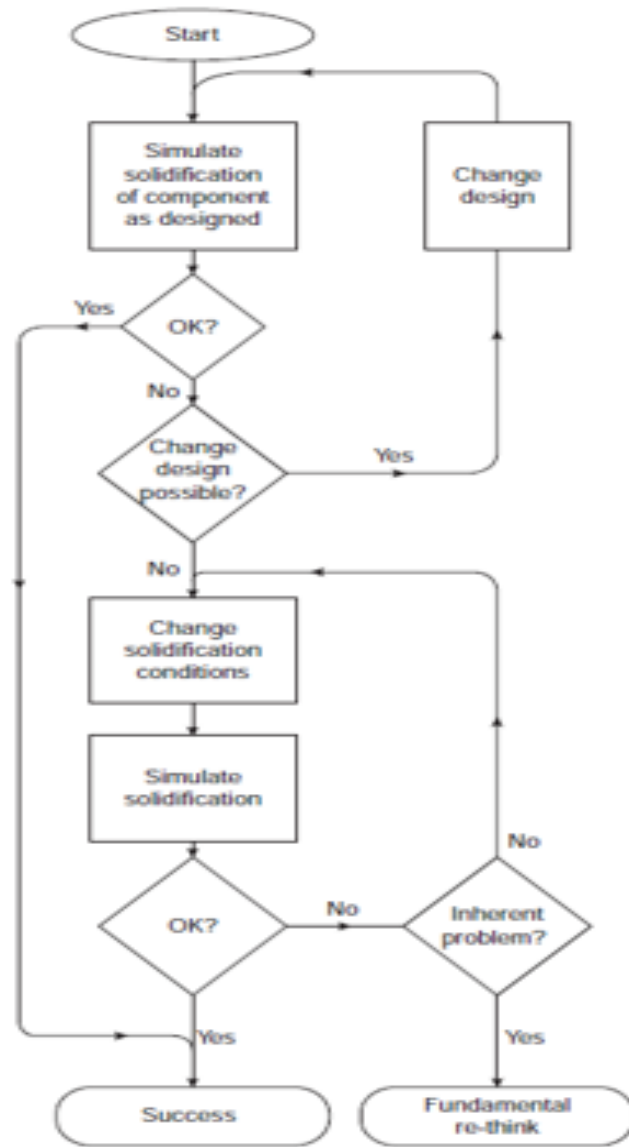 Start
Simulate
solidification
of component
as designed
Change
design
Yes
OK?
No
Change
design
possible?
Yes
No
Change
solidification
conditions
Simulate
solidification
No
OK?
No
Inherent
problem?
Yes
Yes
Success
Fundamental
re-think